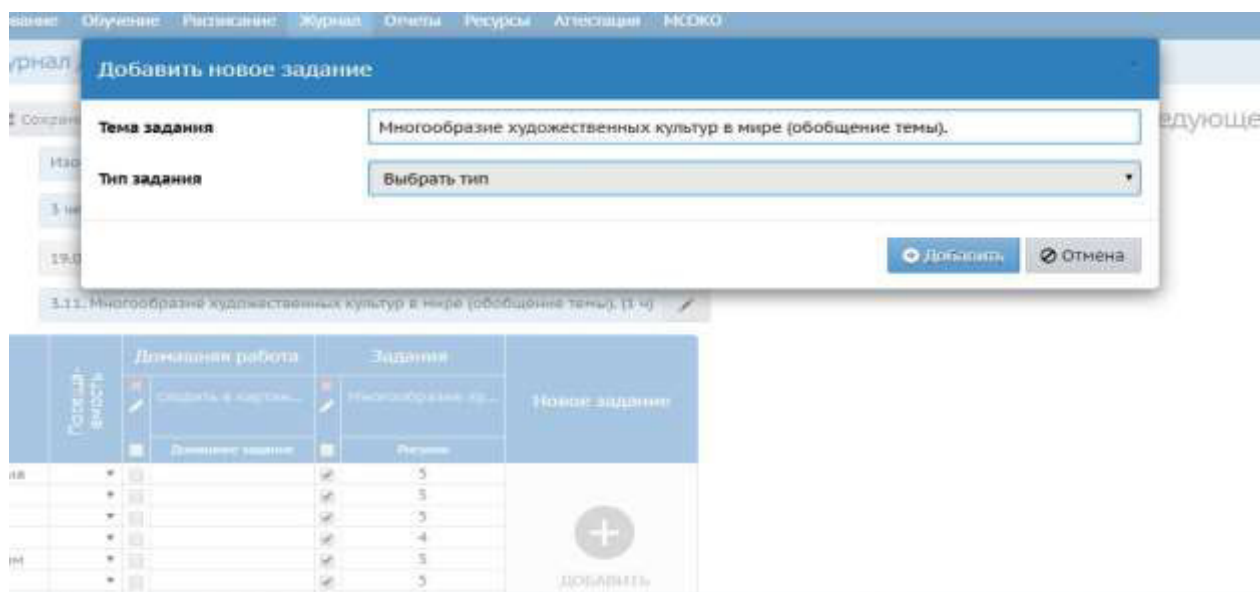 Обучение Расписание Журнал Отчеты Ресурсы Аттестация МСОКО
Добавить новое задание
Тема задания
Многообразие художественных культур в мире (обобщение темы).
Тип задания
Выбрать тип
Добавить Отмена
3.11. Многообразие художественных культур в мире (обобщение темы). (1 ч)
Посеща-
емость
Домашняя работа Задания
Новое задание
Домашнее задание Рисунок
5
5
5
4
5
5
ДОБАВИТЬ